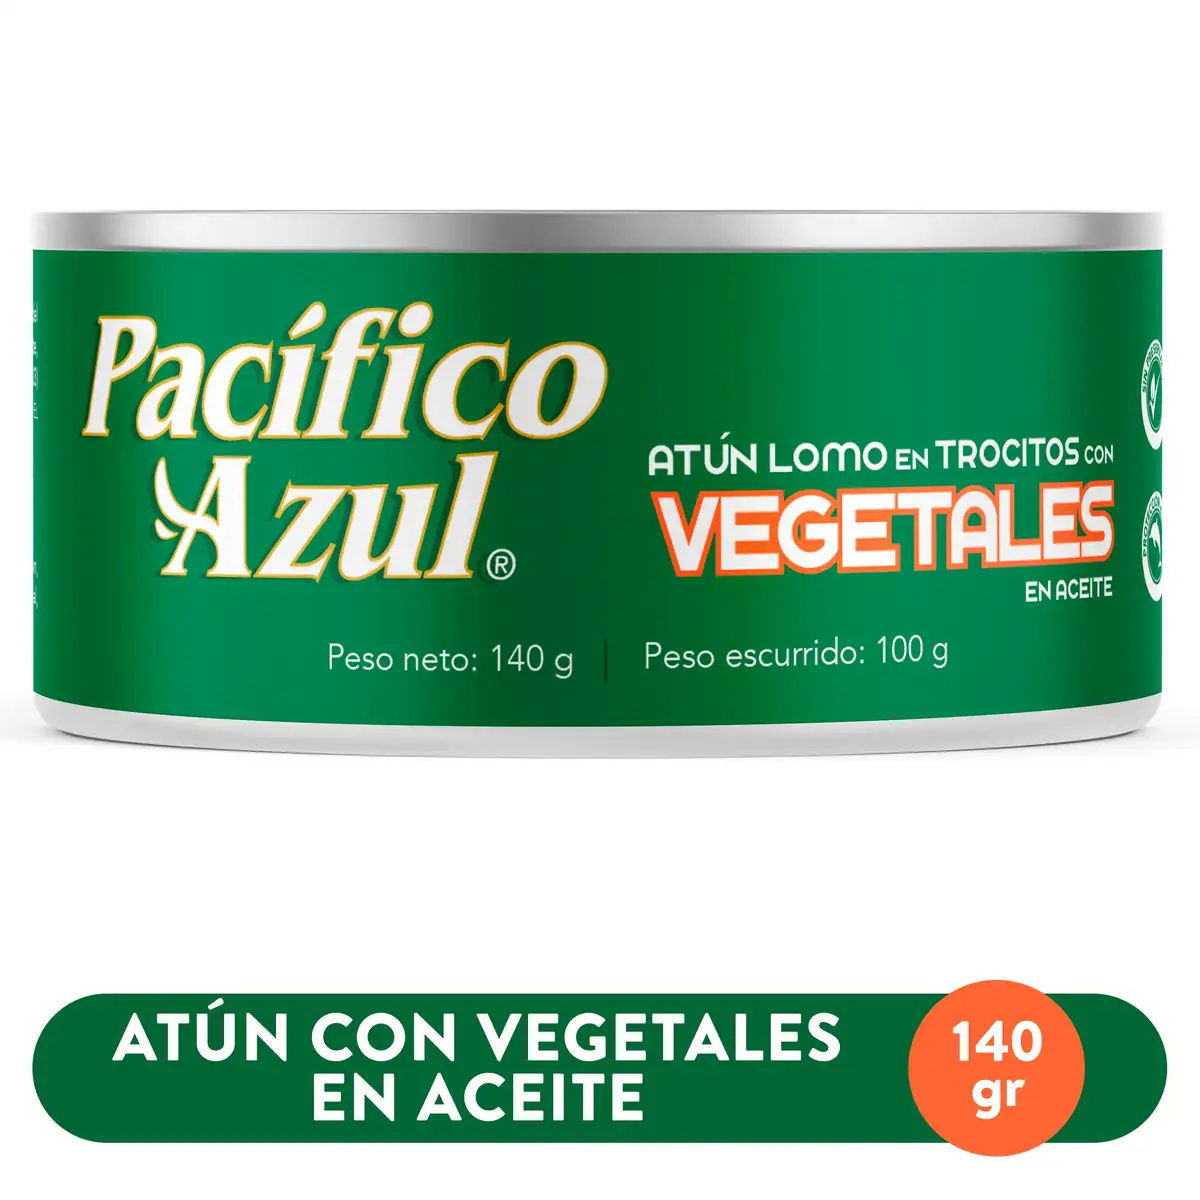 Pacífico
Azul®
ATÚN LOMO EN TROCITOS CON
VEGETALES
EN ACEITE
Peso neto: 140 g
Peso escurrido: 100 g
SIN
ATÚN CON VEGETALES
EN ACEITE
140
gr